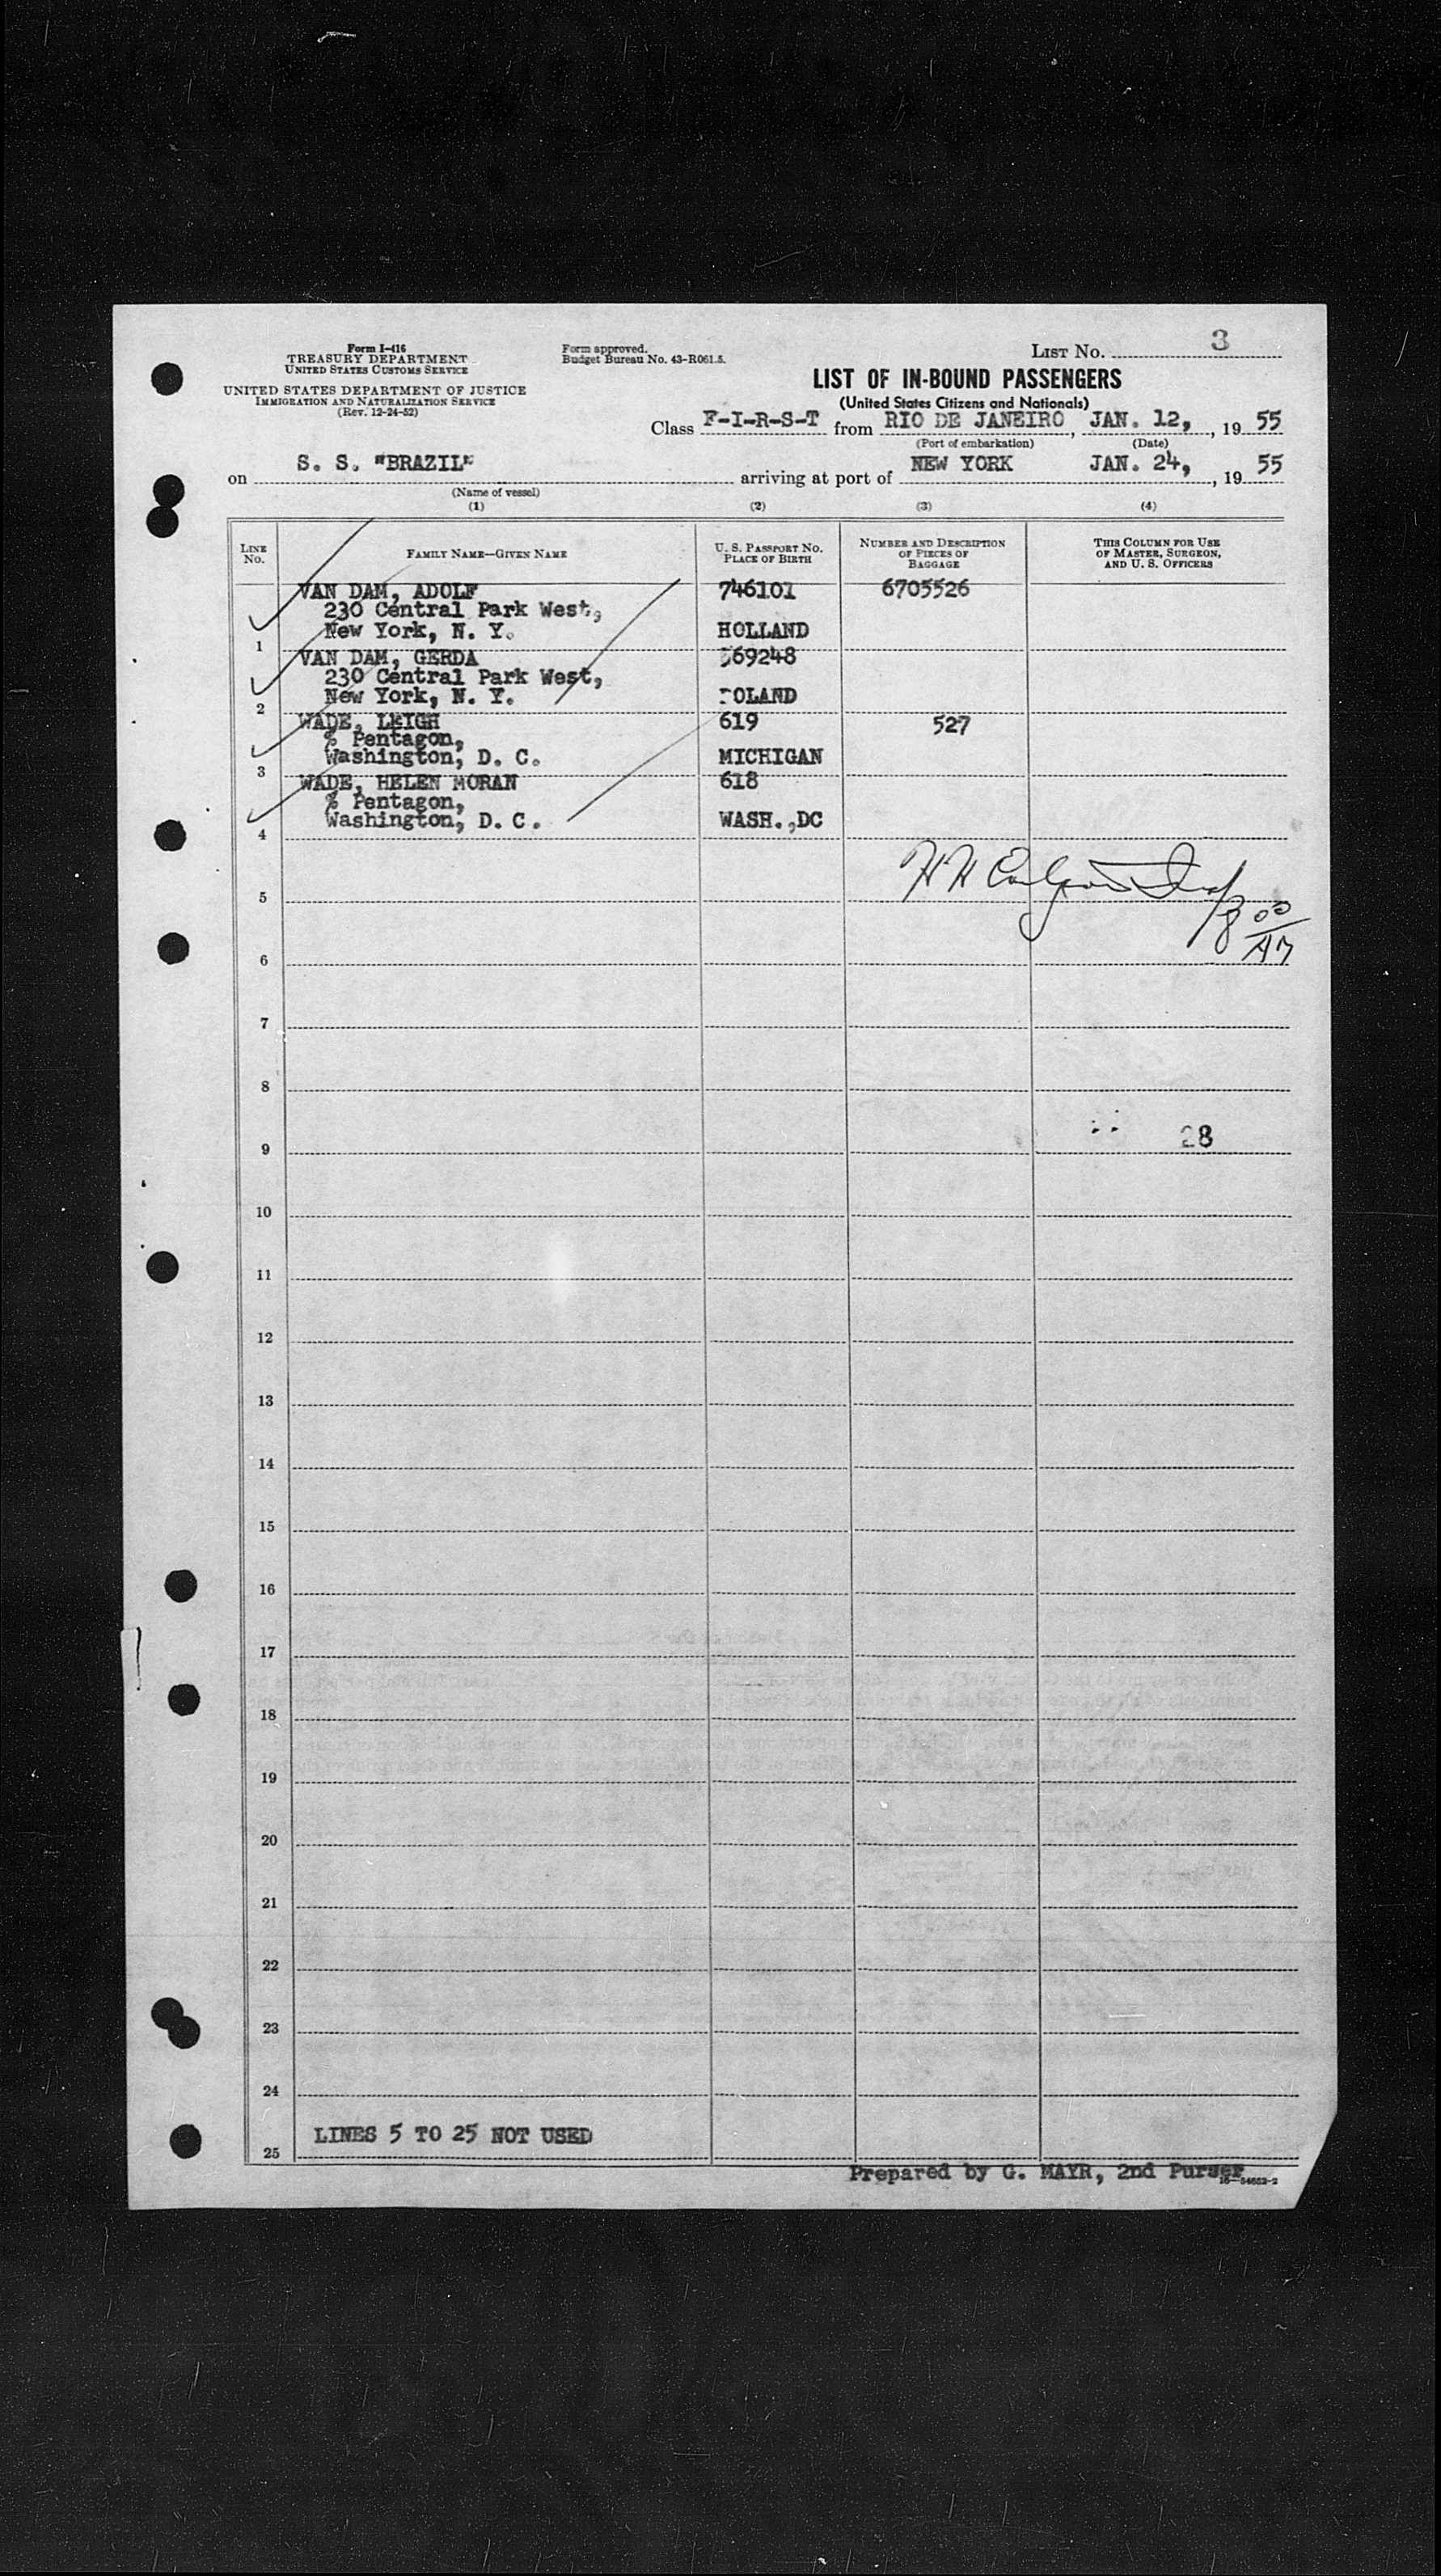 Form I-416
TREASURY DEPARTMENT
UNITED STATES CUSTOMS SERVICE
UNITED STATES DEPARTMENT OF JUSTICE
IMMIGRATION AND NATURALIZATION SERVICE
(Rev. 12-24-52)
Form approved.
Budget Bureau No. 43-R061.5.
LIST NO. 3
LIST OF IN-BOUND PASSENGERS
(United States Citizens and Nationals)
Class F-I-R-S-T from RIO DE JANEIRO, JAN. 12, , 19 55
(Port of embarkation) (Date)
on S. S. "BRAZIL" arriving at port of NEW YORK JAN. 24, , 19 55
(Name of vessel)
(1) (2) (3) (4)
LINE NO. FAMILY NAME—GIVEN NAME U. S. PASSPORT NO. PLACE OF BIRTH NUMBER AND DESCRIPTION OF PIECES OF BAGGAGE THIS COLUMN FOR USE OF MASTER, SURGEON, AND U. S. OFFICERS
VAN DAM, ADOLF 746101 6705526
230 Central Park West,
New York, N. Y. HOLLAND
1
VAN DAM, GERDA 69248
230 Central Park West,
New York, N. Y. POLAND
2
WADE, LEIGH 619 527
% Pentagon,
Washington, D. C. MICHIGAN
3
WADE, HELEN MORAN 618
% Pentagon,
Washington, D. C. WASH.,DC
4
5
8 00
AM
6
7
8
28
9
10
11
12
13
14
15
16
17
18
19
20
21
22
23
24
LINES 5 TO 25 NOT USED
25
Prepared by G. MAYR, 2nd Purser